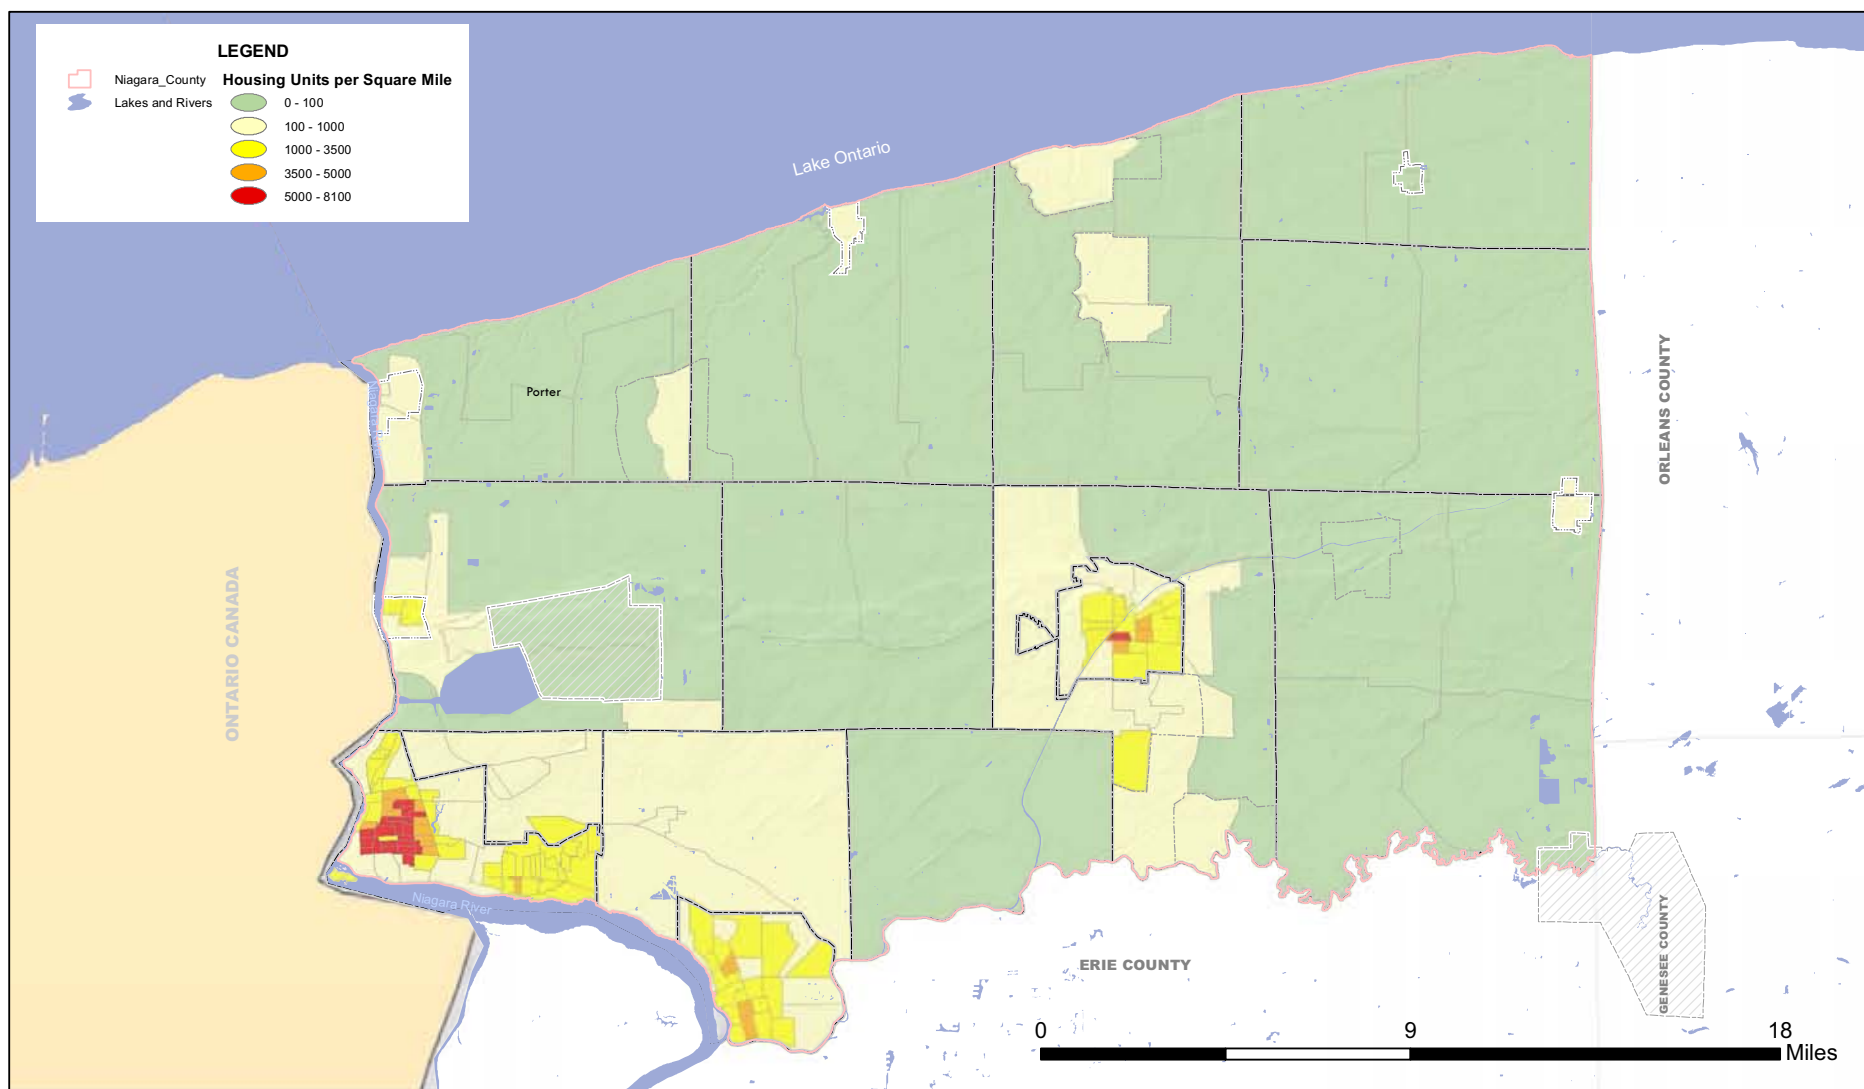 LEGEND
Niagara_County
Lakes and Rivers
Housing Units per Square Mile
0 - 100
100 - 1000
1000 - 3500
3500 - 5000
5000 - 8100
Lake Ontario
Porter
ONTARIO CANADA
ORLEANS COUNTY
Niagara River
ERIE COUNTY
GENESEE COUNTY
0
9
18
Miles